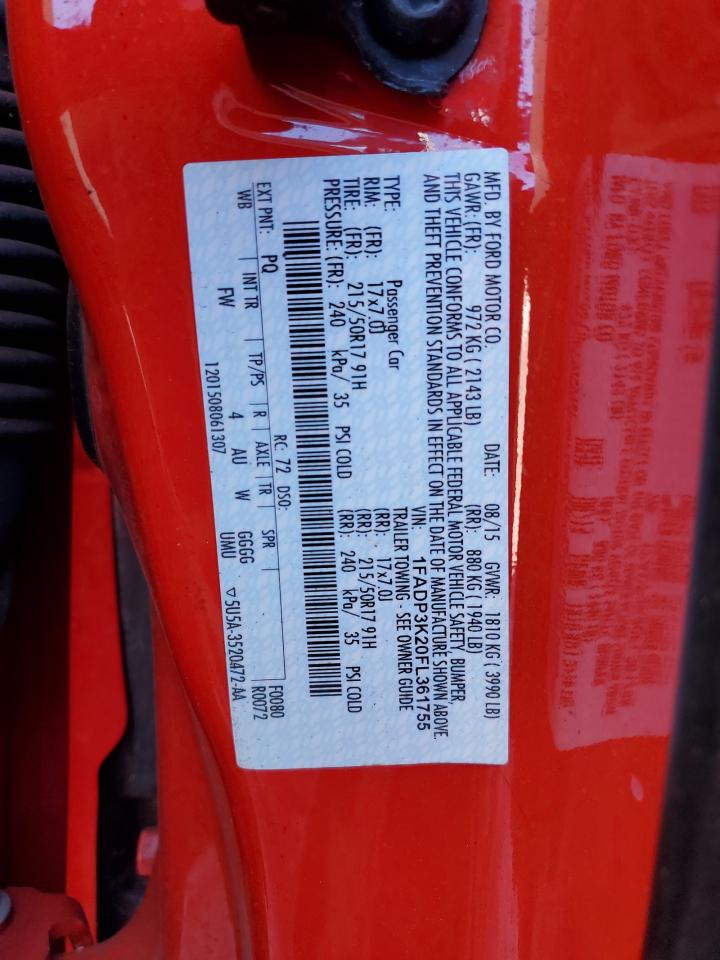 MFD. BY FORD MOTOR CO.
DATE: 08/15 GVWR: 1810 KG ( 3990 LB)
GAWR: (FR): 972 KG ( 2143 LB) (RR): 880 KG ( 1940 LB)
THIS VEHICLE CONFORMS TO ALL APPLICABLE FEDERAL MOTOR VEHICLE SAFETY, BUMPER,
AND THEFT PREVENTION STANDARDS IN EFFECT ON THE DATE OF MANUFACTURE SHOWN ABOVE.
VIN: 1FADP3K20FL361755
TYPE: Passenger Car TRAILER TOWING - SEE OWNER GUIDE
RIM: (FR): 17x7.0J (RR): 17x7.0J
TIRE: (FR): 215/50R17 91H (RR): 215/50R17 91H
PRESSURE: (FR): 240 kPa/ 35 PSI COLD (RR): 240 kPa/ 35 PSI COLD
RC: 72 DSO: F0080
EXT PNT: PQ R0072
WB INT TR TP/PS R AXLE TR SPR
FW 4 AU W GGGG
1201508061307 UMU ▽5U5A-3520472-AA